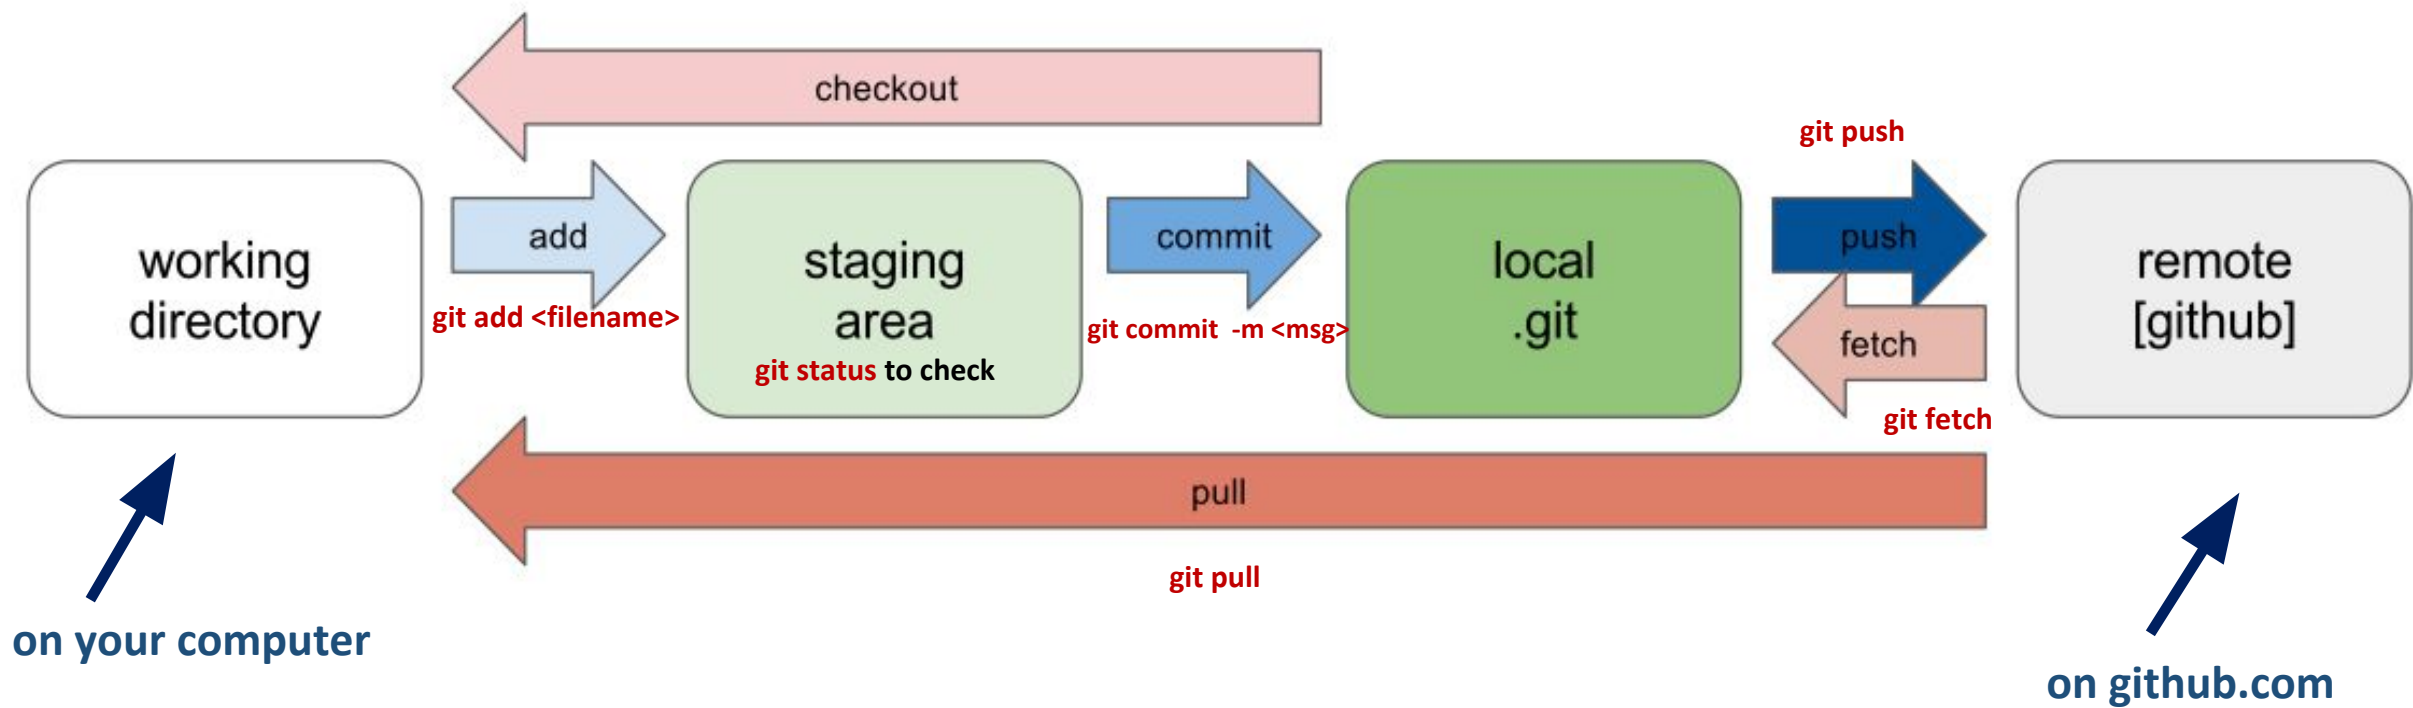 checkout
git push
working
directory
add
git add <filename>
staging
area
git status to check
commit
git commit -m <msg>
local
.git
push
fetch
git fetch
remote
[github]
pull
git pull
on your computer
on github.com